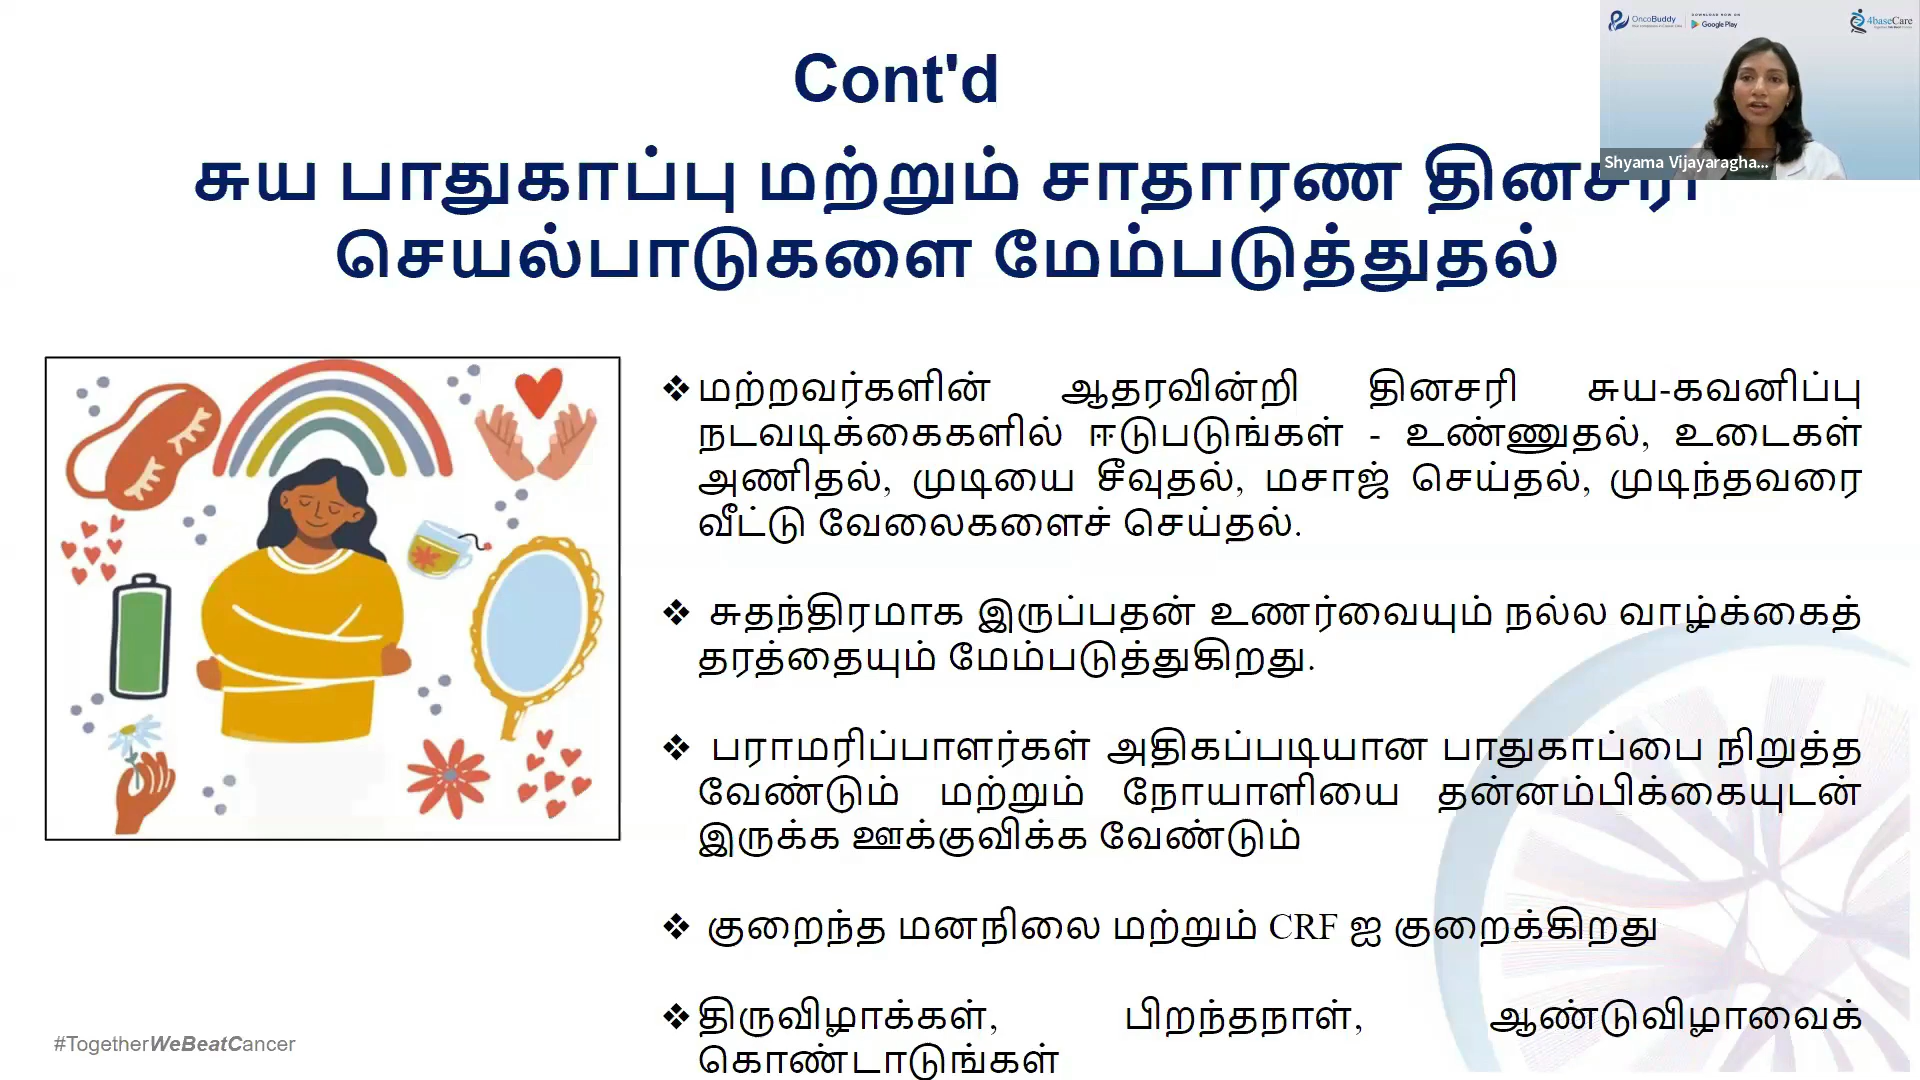 Cont'd
சுய பாதுகாப்பு மற்றும் சாதாரண தினசரி
செயல்பாடுகளை மேம்படுத்துதல்
OncoBuddy
DOWNLOAD NOW ON
Google Play
4baseCare
Shyama Vijayaragha...
❖மற்றவர்களின் ஆதரவின்றி தினசரி சுய-கவனிப்பு
நடவடிக்கைகளில் ஈடுபடுங்கள் - உண்ணுதல், உடைகள்
அணிதல், முடியை சீவுதல், மசாஜ் செய்தல், முடிந்தவரை
வீட்டு வேலைகளைச் செய்தல்.
❖ சுதந்திரமாக இருப்பதன் உணர்வையும் நல்ல வாழ்க்கைத்
தரத்தையும் மேம்படுத்துகிறது.
❖ பராமரிப்பாளர்கள் அதிகப்படியான பாதுகாப்பை நிறுத்த
வேண்டும் மற்றும் நோயாளியை தன்னம்பிக்கையுடன்
இருக்க ஊக்குவிக்க வேண்டும்
❖ குறைந்த மனநிலை மற்றும் CRF ஐ குறைக்கிறது
❖திருவிழாக்கள், பிறந்தநாள், ஆண்டுவிழாவைக்
கொண்டாடுங்கள்
#TogetherWeBeatCancer